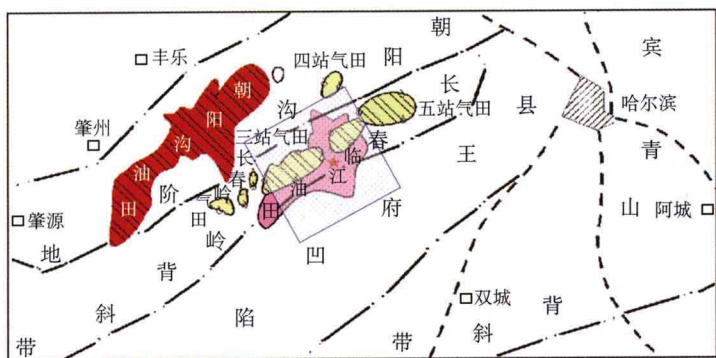 丰乐
肇州
肇源
哈尔滨
阿城
双城
四站气田
五站气田
三站气田
朝阳沟油田
临江油田
长春岭气田
朝阳沟阶地
长春岭背斜带
王府凹陷
宾县青山背斜带